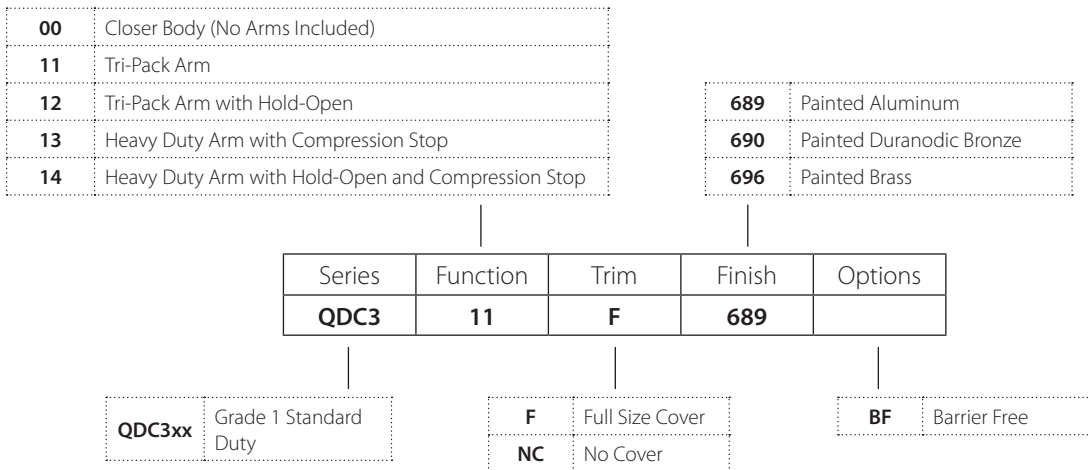 00 Closer Body (No Arms Included)
11 Tri-Pack Arm
12 Tri-Pack Arm with Hold-Open
13 Heavy Duty Arm with Compression Stop
14 Heavy Duty Arm with Hold-Open and Compression Stop
689 Painted Aluminum
690 Painted Duranodic Bronze
696 Painted Brass
Series Function Trim Finish Options
QDC3 11 F 689
QDC3xx Grade 1 Standard
Duty
F Full Size Cover
NC No Cover
BF Barrier Free